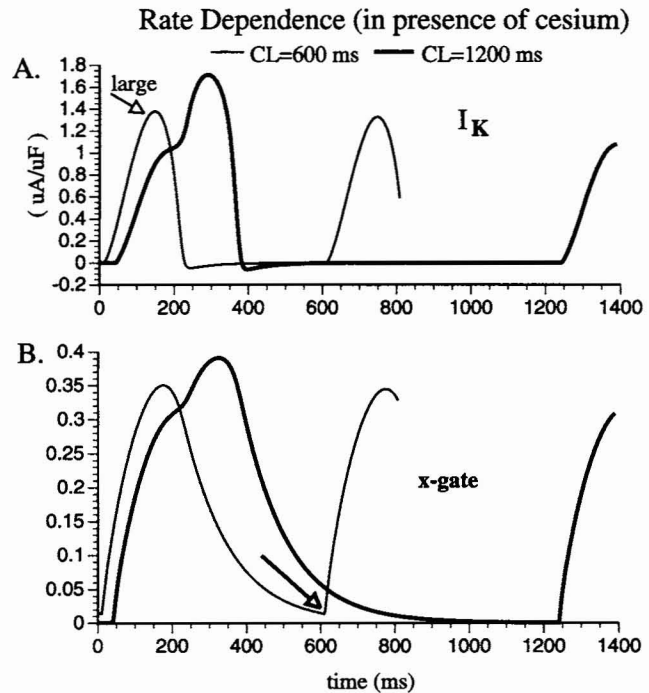 Rate Dependence (in presence of cesium)
CL=600 ms CL=1200 ms
A.
large
I_K
( uA/uF)
1.8
1.6
1.4
1.2
1
0.8
0.6
0.4
0.2
0
-0.2
0 200 400 600 800 1000 1200 1400
B.
0.4
0.35
0.3
0.25
0.2
0.15
0.1
0.05
0
x-gate
0 200 400 600 800 1000 1200 1400
time (ms)